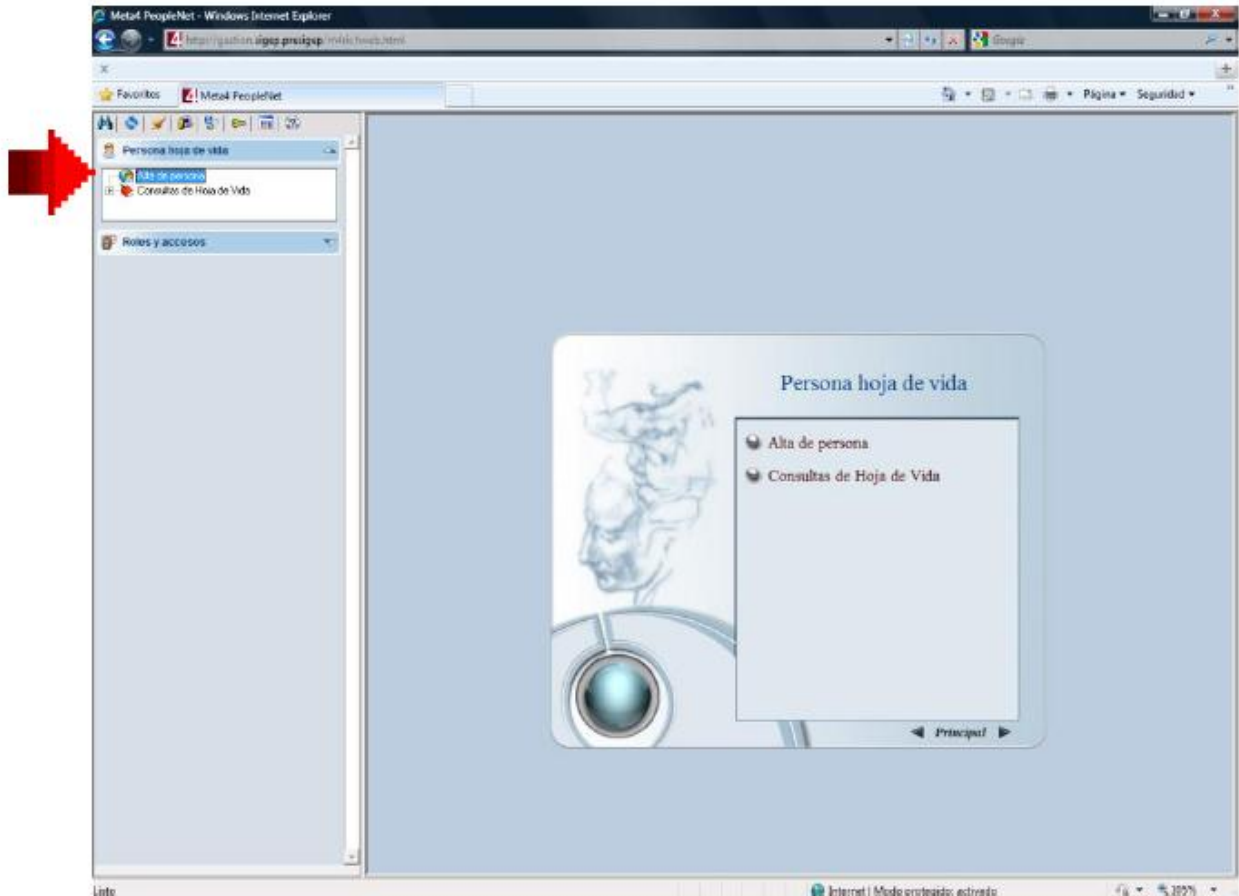 Meta4 PeopleNet - Windows Internet Explorer
Google
Favoritos
Meta4 PeopleNet
Página
Seguridad
Persona hoja de vida
Alta de persona
Consultas de Hoja de Vida
Roles y accesos
Persona hoja de vida
Alta de persona
Consultas de Hoja de Vida
Principal
Listo
Internet | Modo protegido: activado